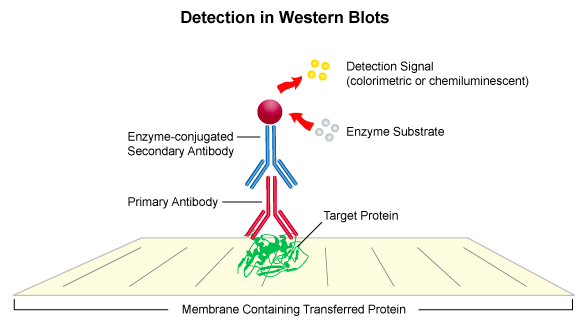 Detection in Western Blots
Detection Signal
(colorimetric or chemiluminescent)
Enzyme-conjugated
Secondary Antibody
Enzyme Substrate
Primary Antibody
Target Protein
Membrane Containing Transferred Protein